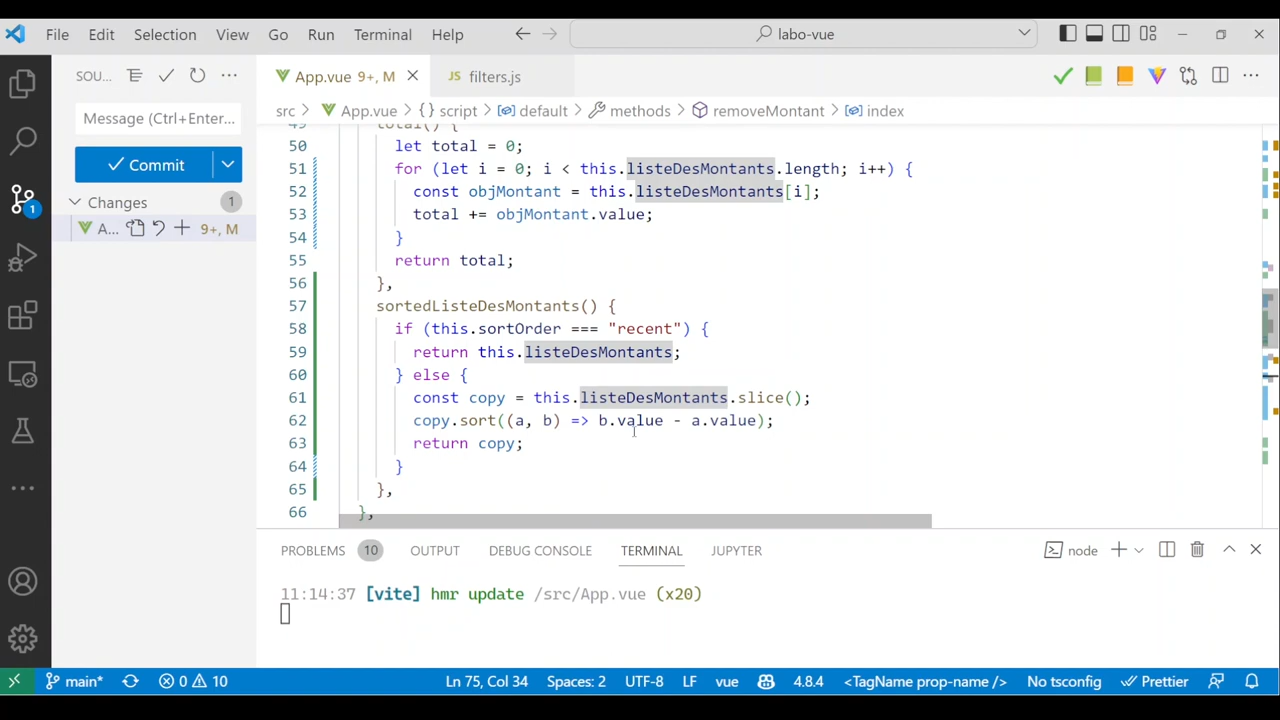 File Edit Selection View Go Run Terminal Help labo-vue
SOU... App.vue 9+, M filters.js
src App.vue {} script default methods removeMontant index
Message (Ctrl+Enter...
Commit
Changes 1
A... 9+, M
1
49 total() {
50 let total = 0;
51 for (let i = 0; i < this.listeDesMontants.length; i++) {
52 const objMontant = this.listeDesMontants[i];
53 total += objMontant.value;
54 }
55 return total;
56 },
57 sortedListeDesMontants() {
58 if (this.sortOrder === "recent") {
59 return this.listeDesMontants;
60 } else {
61 const copy = this.listeDesMontants.slice();
62 copy.sort((a, b) => b.value - a.value);
63 return copy;
64 }
65 },
66 },
PROBLEMS 10 OUTPUT DEBUG CONSOLE TERMINAL JUPYTER node
11:14:37 [vite] hmr update /src/App.vue (x20)
main* 0 10 Ln 75, Col 34 Spaces: 2 UTF-8 LF vue 4.8.4 <TagName prop-name /> No tsconfig Prettier